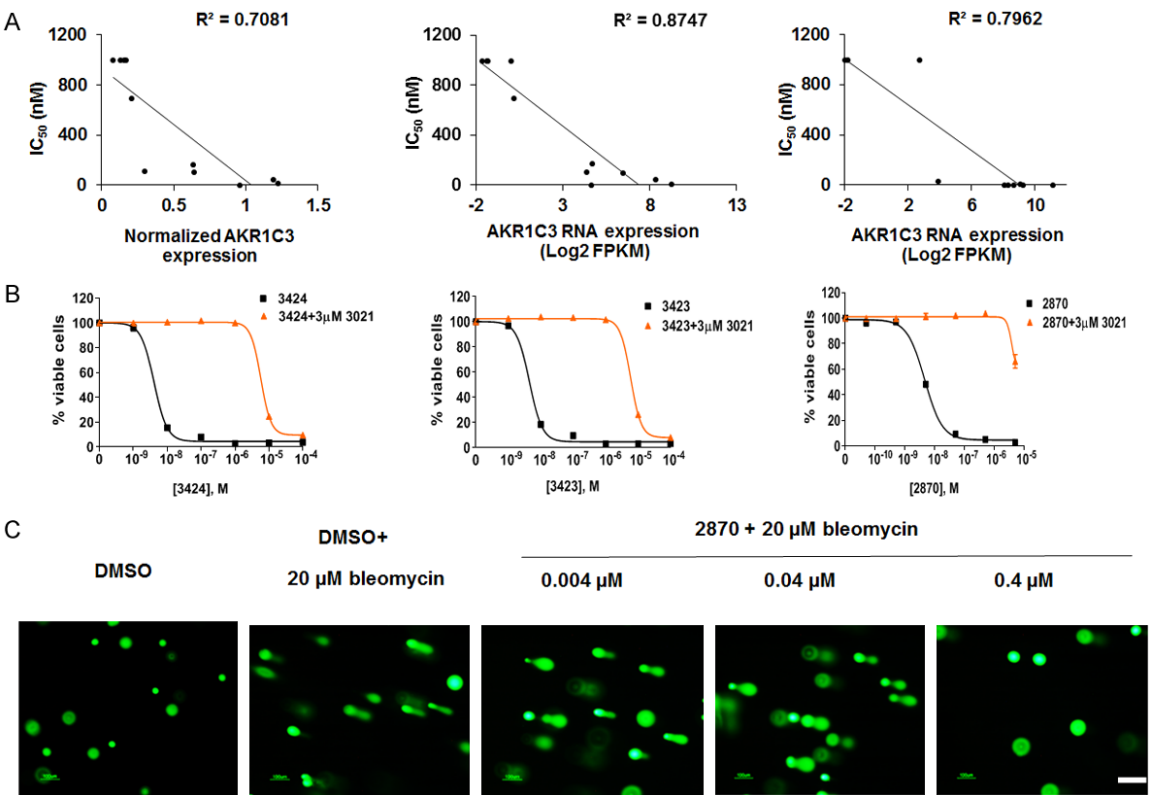 A
R² = 0.7081
R² = 0.8747
R² = 0.7962
1200
800
400
0
IC50 (nM)
0
0.5
1
1.5
Normalized AKR1C3
expression
1200
800
400
0
IC50 (nM)
-2
3
8
13
AKR1C3 RNA expression
(Log2 FPKM)
1200
800
400
0
IC50 (nM)
-2
2
6
10
AKR1C3 RNA expression
(Log2 FPKM)
B
120
100
80
60
40
20
0
% viable cells
3424
3424+3μM 3021
0
10⁻⁹
10⁻⁸
10⁻⁷
10⁻⁶
10⁻⁵
10⁻⁴
[3424], M
120
100
80
60
40
20
0
% viable cells
3423
3423+3μM 3021
0
10⁻⁹
10⁻⁸
10⁻⁷
10⁻⁶
10⁻⁵
10⁻⁴
[3423], M
120
100
80
60
40
20
0
% viable cells
2870
2870+3μM 3021
0
10⁻¹⁰
10⁻⁹
10⁻⁸
10⁻⁷
10⁻⁶
10⁻⁵
[2870], M
C
DMSO
DMSO+
20 μM bleomycin
2870 + 20 μM bleomycin
0.004 μM
0.04 μM
0.4 μM